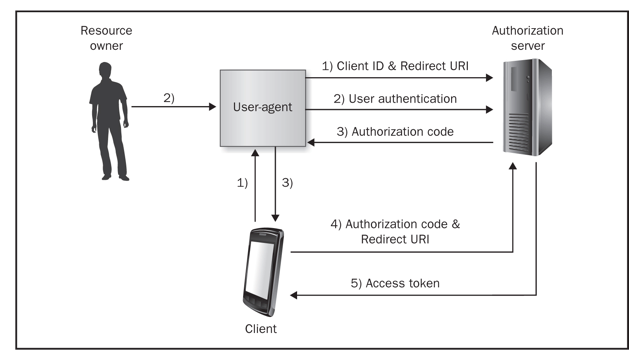 Resource
owner
Authorization
server
1) Client ID & Redirect URI
2)
User-agent
2) User authentication
3) Authorization code
1)
3)
4) Authorization code &
Redirect URI
5) Access token
Client